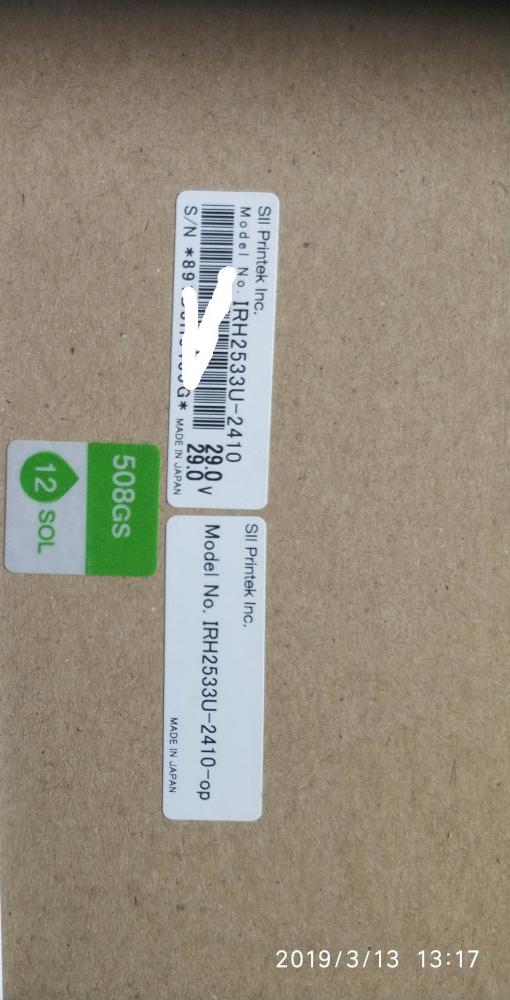 SII Printek Inc.
Model No. IRH2533U-2410
29.0 V
29.0
S/N *89
G*
MADE IN JAPAN
SII Printek Inc.
Model No. IRH2533U-2410-op
MADE IN JAPAN
508GS
12 SOL
2019/3/13 13:17